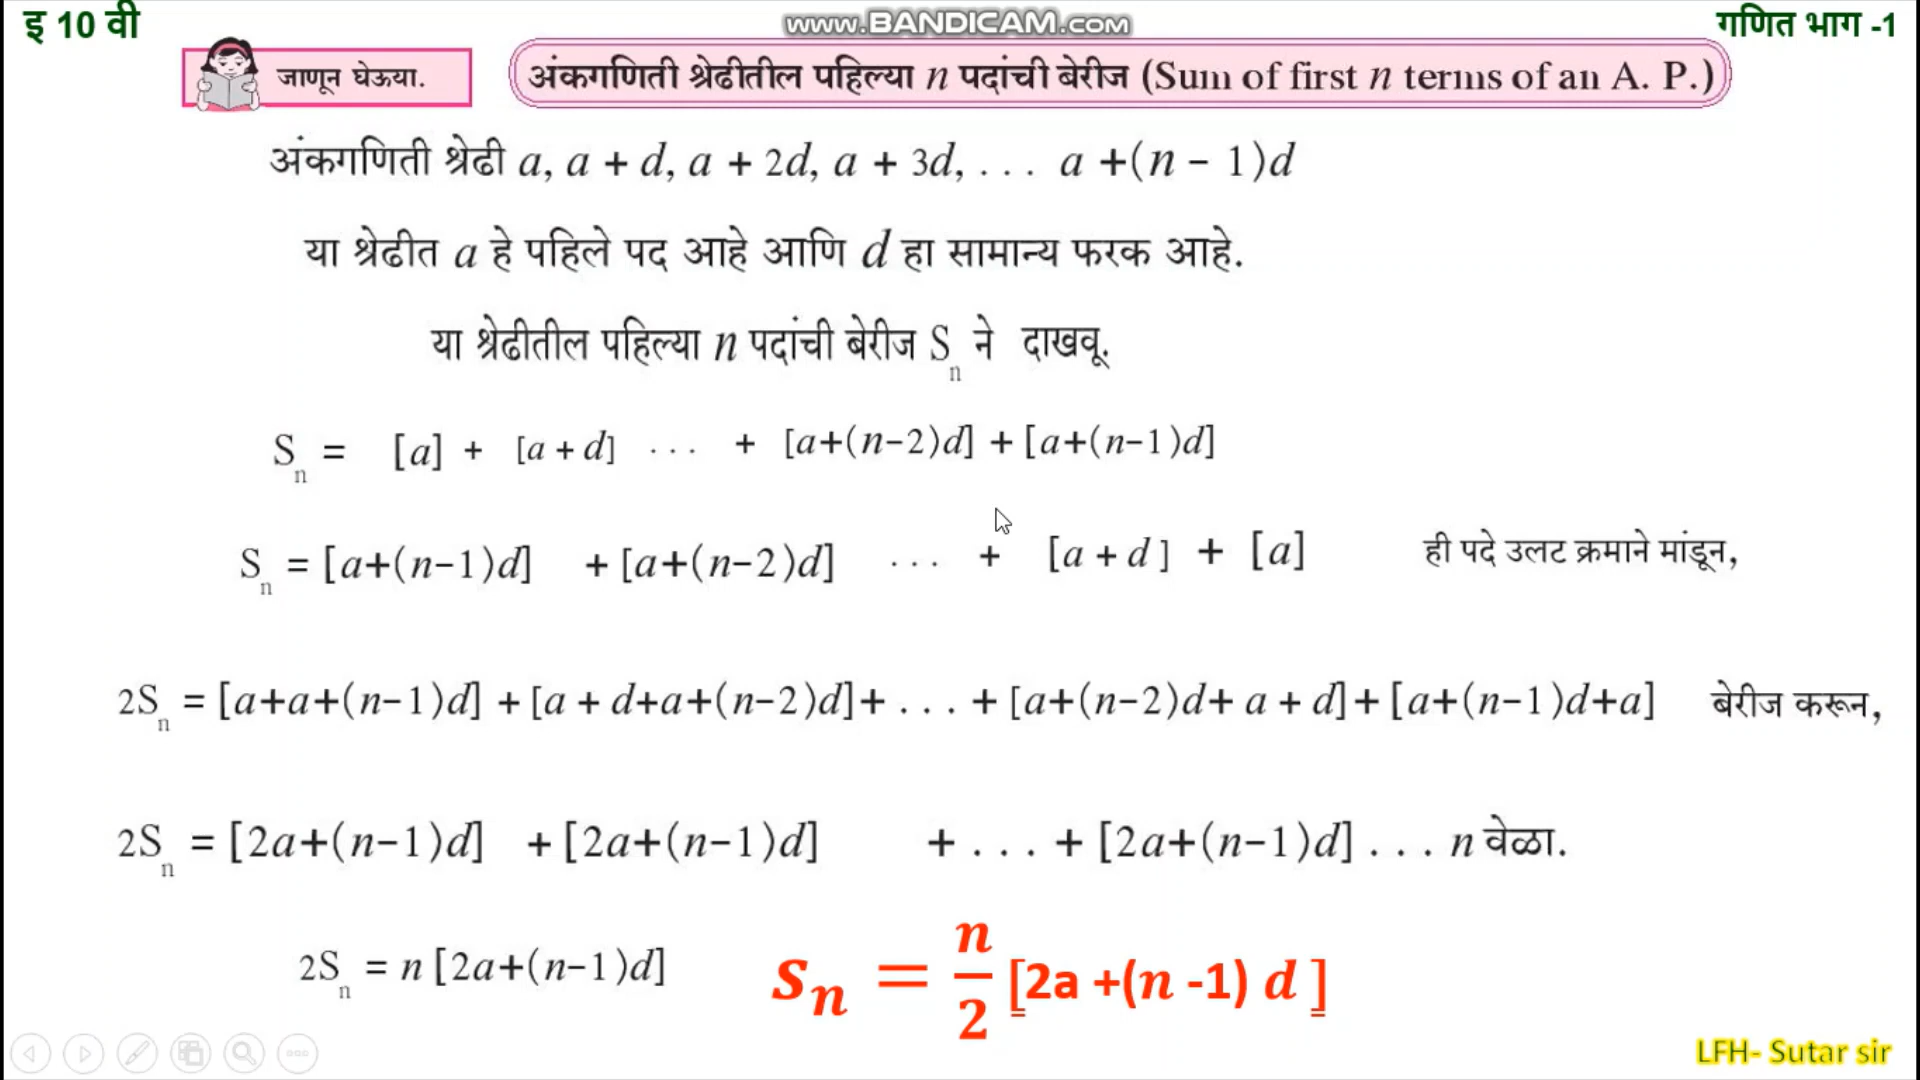 इ 10 वी
www.BANDICAM.com
गणित भाग -1
जाणून घेऊया.
अंकगणिती श्रेढीतील पहिल्या n पदांची बेरीज (Sum of first n terms of an A. P.)
अंकगणिती श्रेढी a, a + d, a + 2d, a + 3d, . . . a +(n - 1)d
या श्रेढीत a हे पहिले पद आहे आणि d हा सामान्य फरक आहे.
या श्रेढीतील पहिल्या n पदांची बेरीज Sₙ ने दाखवू.
Sₙ = [a] + [a + d] . . . + [a+(n-2)d] + [a+(n-1)d]
Sₙ = [a+(n-1)d] + [a+(n-2)d] . . . + [a + d ] + [a] ही पदे उलट क्रमाने मांडून,
2Sₙ = [a+a+(n-1)d] + [a + d+a+(n-2)d]+ . . . + [a+(n-2)d+ a + d]+ [a+(n-1)d+a] बेरीज करून,
2Sₙ = [2a+(n-1)d] + [2a+(n-1)d] + . . . + [2a+(n-1)d] . . . n वेळा.
2Sₙ = n [2a+(n-1)d]
Sₙ = n/2 [2a +(n -1) d ]
LFH- Sutar sir